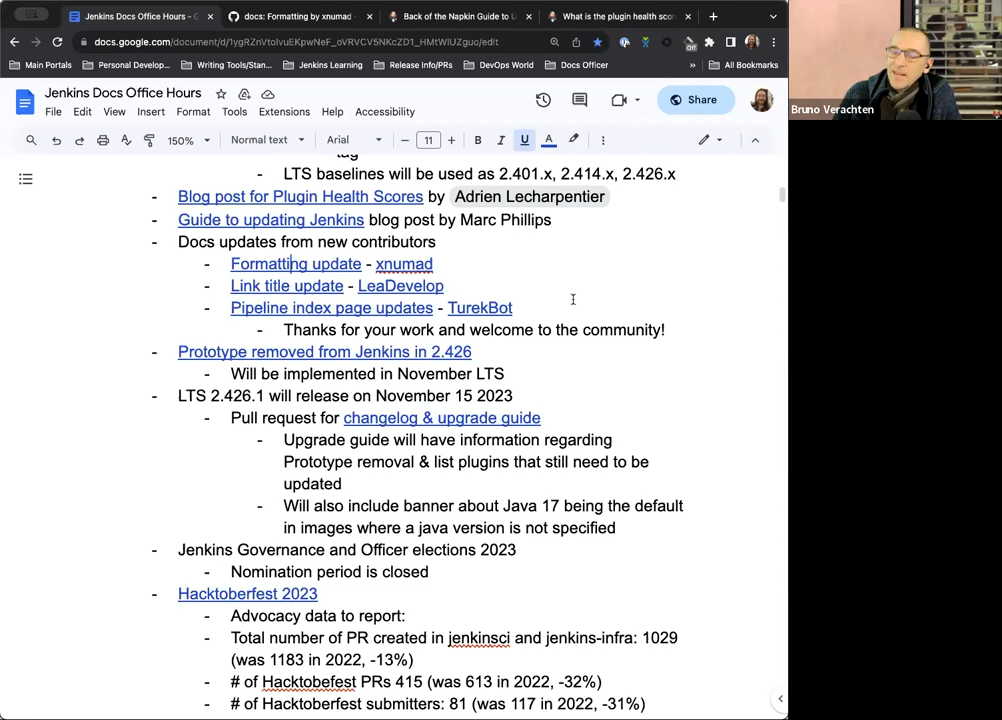 Jenkins Docs Office Hours - G
docs: Formatting by xnumad ·
Back of the Napkin Guide to U
What is the plugin health scor
docs.google.com/document/d/1ygRZnVtoIvuEKpwNeF_oVRVCV5NKcZD1_HMtWlUZguo/edit
Off
Main Portals
Personal Develop...
Writing Tools/Stan...
Jenkins Learning
Release Info/PRs
DevOps World
Docs Officer
»
All Bookmarks
Jenkins Docs Office Hours
File Edit View Insert Format Tools Extensions Help Accessibility
Share
150% Normal text Arial - 11 + B I U A
Bruno Verachten
tag
- LTS baselines will be used as 2.401.x, 2.414.x, 2.426.x
- Blog post for Plugin Health Scores by Adrien Lecharpentier
- Guide to updating Jenkins blog post by Marc Phillips
- Docs updates from new contributors
- Formatting update - xnumad
- Link title update - LeaDevelop
- Pipeline index page updates - TurekBot
- Thanks for your work and welcome to the community!
- Prototype removed from Jenkins in 2.426
- Will be implemented in November LTS
- LTS 2.426.1 will release on November 15 2023
- Pull request for changelog & upgrade guide
- Upgrade guide will have information regarding
Prototype removal & list plugins that still need to be
updated
- Will also include banner about Java 17 being the default
in images where a java version is not specified
- Jenkins Governance and Officer elections 2023
- Nomination period is closed
- Hacktoberfest 2023
- Advocacy data to report:
- Total number of PR created in jenkinsci and jenkins-infra: 1029
(was 1183 in 2022, -13%)
- # of Hacktobefest PRs 415 (was 613 in 2022, -32%)
- # of Hacktoberfest submitters: 81 (was 117 in 2022, -31%)